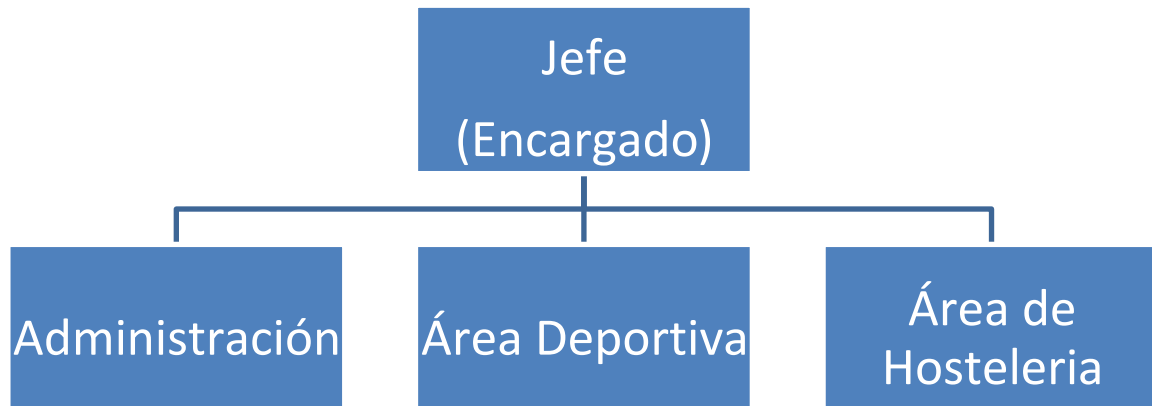 Jefe
(Encargado)
Administración
Área Deportiva
Área de
Hosteleria